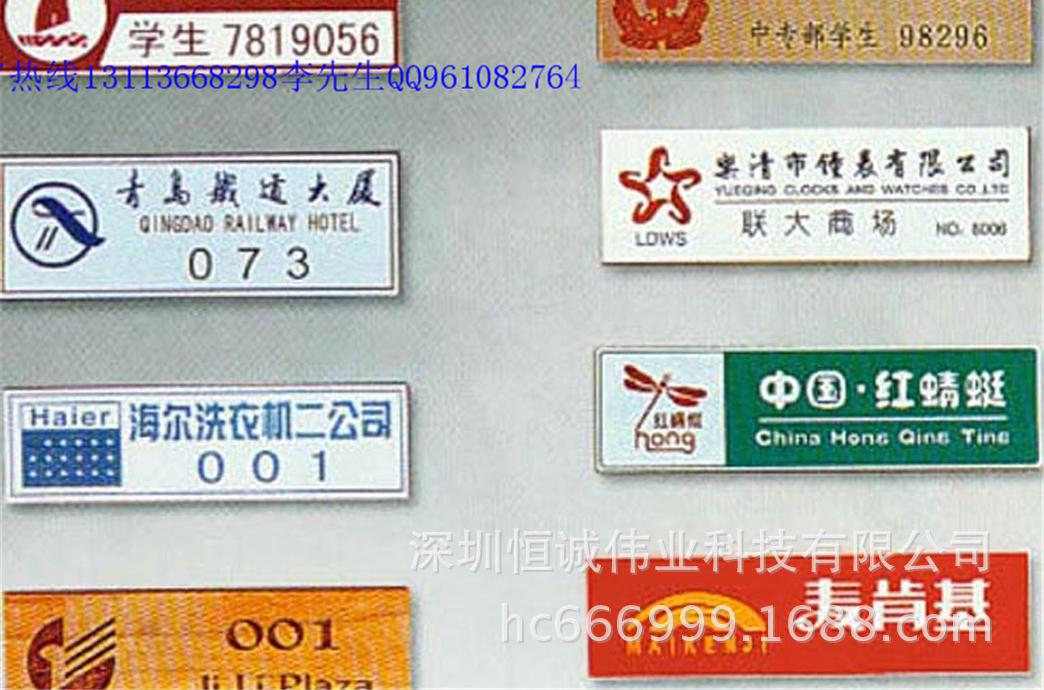 学生 7819056
中专部学生 98296
热线13113668298李先生QQ961082764
青岛铁道大厦
QINGDAO RAILWAY HOTEL
073
乐清市钟表有限公司
YUEQING CLOCKS AND WATCHES CO.,LTD
LDWS
联大商场 NO: 8006
Haier 海尔洗衣机二公司
001
红蜻蜓
hong
中国·红蜻蜓
China Hong Qing Ting
深圳恒诚伟业科技有限公司
hc666999.1688.com
麦肯基
MAIKENJI
001
Ji Li Plaza